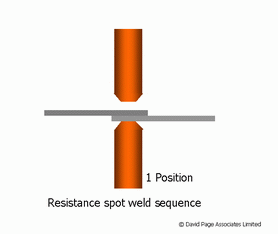 1 Position
Resistance spot weld sequence
© David Page Associates Limited